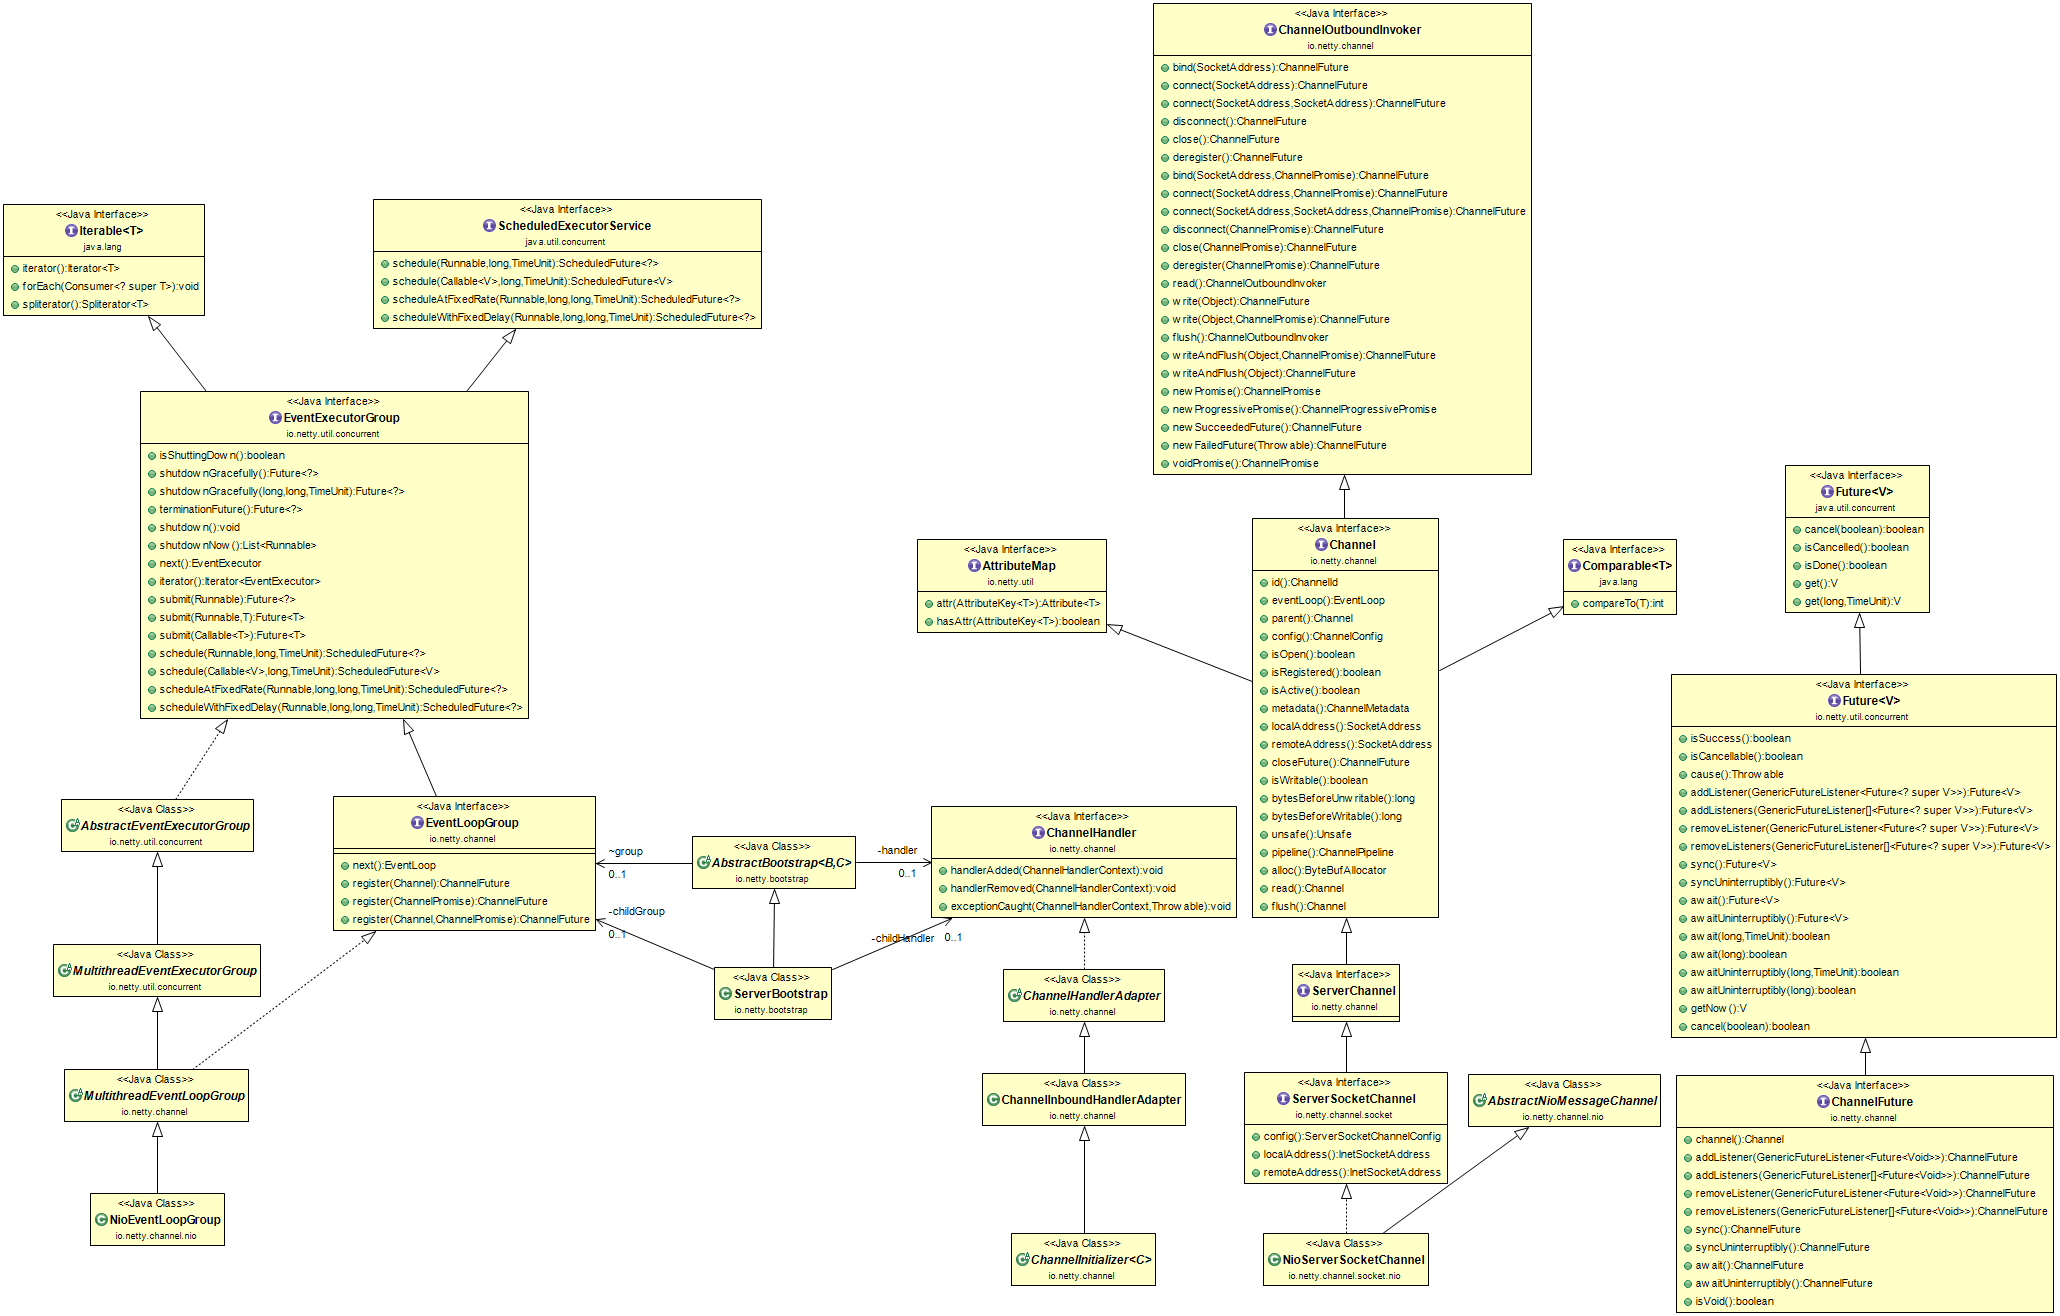 <<Java Interface>>
ChannelOutboundInvoker
io.netty.channel
bind(SocketAddress):ChannelFuture
connect(SocketAddress):ChannelFuture
connect(SocketAddress,SocketAddress):ChannelFuture
disconnect():ChannelFuture
close():ChannelFuture
deregister():ChannelFuture
bind(SocketAddress,ChannelPromise):ChannelFuture
connect(SocketAddress,ChannelPromise):ChannelFuture
connect(SocketAddress,SocketAddress,ChannelPromise):ChannelFuture
disconnect(ChannelPromise):ChannelFuture
close(ChannelPromise):ChannelFuture
deregister(ChannelPromise):ChannelFuture
read():ChannelOutboundInvoker
write(Object):ChannelFuture
write(Object,ChannelPromise):ChannelFuture
flush():ChannelOutboundInvoker
writeAndFlush(Object,ChannelPromise):ChannelFuture
writeAndFlush(Object):ChannelFuture
newPromise():ChannelPromise
newProgressivePromise():ChannelProgressivePromise
newSucceededFuture():ChannelFuture
newFailedFuture(Throwable):ChannelFuture
voidPromise():ChannelPromise
<<Java Interface>>
Iterable<T>
java.lang
iterator():Iterator<T>
forEach(Consumer<? super T>):void
spliterator():Spliterator<T>
<<Java Interface>>
ScheduledExecutorService
java.util.concurrent
schedule(Runnable,long,TimeUnit):ScheduledFuture<?>
schedule(Callable<V>,long,TimeUnit):ScheduledFuture<V>
scheduleAtFixedRate(Runnable,long,long,TimeUnit):ScheduledFuture<?>
scheduleWithFixedDelay(Runnable,long,long,TimeUnit):ScheduledFuture<?>
<<Java Interface>>
EventExecutorGroup
io.netty.util.concurrent
isShuttingDown():boolean
shutdownGracefully():Future<?>
shutdownGracefully(long,long,TimeUnit):Future<?>
terminationFuture():Future<?>
shutdown():void
shutdownNow():List<Runnable>
next():EventExecutor
iterator():Iterator<EventExecutor>
submit(Runnable):Future<?>
submit(Runnable,T):Future<T>
submit(Callable<T>):Future<T>
schedule(Runnable,long,TimeUnit):ScheduledFuture<?>
schedule(Callable<V>,long,TimeUnit):ScheduledFuture<V>
scheduleAtFixedRate(Runnable,long,long,TimeUnit):ScheduledFuture<?>
scheduleWithFixedDelay(Runnable,long,long,TimeUnit):ScheduledFuture<?>
<<Java Interface>>
AttributeMap
io.netty.util
attr(AttributeKey<T>):Attribute<T>
hasAttr(AttributeKey<T>):boolean
<<Java Interface>>
Channel
io.netty.channel
id():ChannelId
eventLoop():EventLoop
parent():Channel
config():ChannelConfig
isOpen():boolean
isRegistered():boolean
isActive():boolean
metadata():ChannelMetadata
localAddress():SocketAddress
remoteAddress():SocketAddress
closeFuture():ChannelFuture
isWritable():boolean
bytesBeforeUnwritable():long
bytesBeforeWritable():long
unsafe():Unsafe
pipeline():ChannelPipeline
alloc():ByteBufAllocator
read():Channel
flush():Channel
<<Java Interface>>
Comparable<T>
java.lang
compareTo(T):int
<<Java Interface>>
Future<V>
java.util.concurrent
cancel(boolean):boolean
isCancelled():boolean
isDone():boolean
get():V
get(long,TimeUnit):V
<<Java Interface>>
Future<V>
io.netty.util.concurrent
isSuccess():boolean
isCancellable():boolean
cause():Throwable
addListener(GenericFutureListener<Future<? super V>>):Future<V>
addListeners(GenericFutureListener[]<Future<? super V>>):Future<V>
removeListener(GenericFutureListener<Future<? super V>>):Future<V>
removeListeners(GenericFutureListener[]<Future<? super V>>):Future<V>
sync():Future<V>
syncUninterruptibly():Future<V>
await():Future<V>
awaitUninterruptibly():Future<V>
await(long,TimeUnit):boolean
await(long):boolean
awaitUninterruptibly(long,TimeUnit):boolean
awaitUninterruptibly(long):boolean
getNow():V
cancel(boolean):boolean
<<Java Class>>
AbstractEventExecutorGroup
io.netty.util.concurrent
<<Java Interface>>
EventLoopGroup
io.netty.channel
next():EventLoop
register(Channel):ChannelFuture
register(ChannelPromise):ChannelFuture
register(Channel,ChannelPromise):ChannelFuture
~group
0..1
<<Java Class>>
AbstractBootstrap<B,C>
io.netty.bootstrap
-handler
0..1
<<Java Interface>>
ChannelHandler
io.netty.channel
handlerAdded(ChannelHandlerContext):void
handlerRemoved(ChannelHandlerContext):void
exceptionCaught(ChannelHandlerContext,Throwable):void
-childGroup
0..1
-childHandler
0..1
<<Java Class>>
MultithreadEventExecutorGroup
io.netty.util.concurrent
<<Java Class>>
ServerBootstrap
io.netty.bootstrap
<<Java Class>>
ChannelHandlerAdapter
io.netty.channel
<<Java Interface>>
ServerChannel
io.netty.channel
<<Java Class>>
MultithreadEventLoopGroup
io.netty.channel
<<Java Class>>
ChannelInboundHandlerAdapter
io.netty.channel
<<Java Interface>>
ServerSocketChannel
io.netty.channel.socket
config():ServerSocketChannelConfig
localAddress():InetSocketAddress
remoteAddress():InetSocketAddress
<<Java Class>>
AbstractNioMessageChannel
io.netty.channel.nio
<<Java Interface>>
ChannelFuture
io.netty.channel
channel():Channel
addListener(GenericFutureListener<Future<Void>>):ChannelFuture
addListeners(GenericFutureListener[]<Future<Void>>):ChannelFuture
removeListener(GenericFutureListener<Future<Void>>):ChannelFuture
removeListeners(GenericFutureListener[]<Future<Void>>):ChannelFuture
sync():ChannelFuture
syncUninterruptibly():ChannelFuture
await():ChannelFuture
awaitUninterruptibly():ChannelFuture
isVoid():boolean
<<Java Class>>
NioEventLoopGroup
io.netty.channel.nio
<<Java Class>>
ChannelInitializer<C>
io.netty.channel
<<Java Class>>
NioServerSocketChannel
io.netty.channel.socket.nio